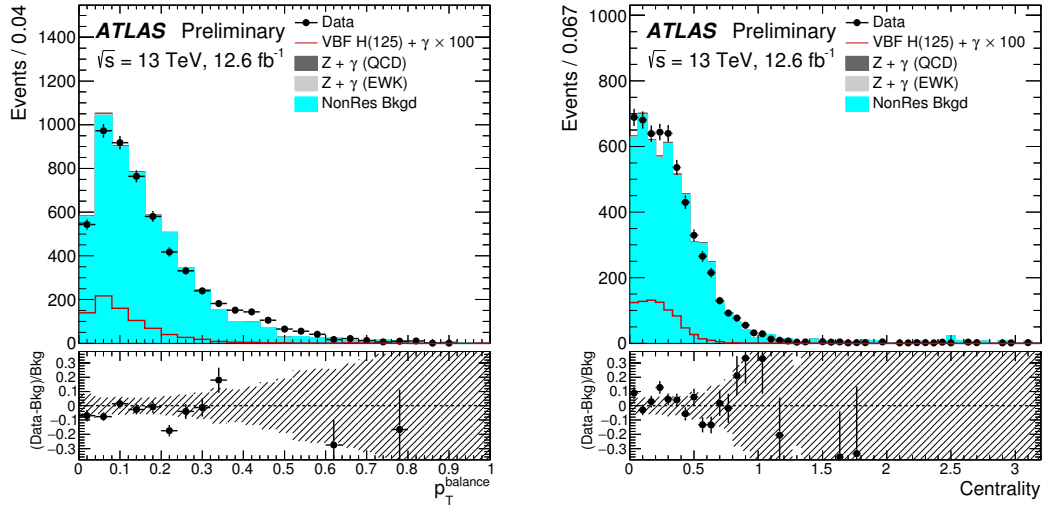 Events / 0.04
1400
1200
1000
800
600
400
200
0
ATLAS Preliminary
√s = 13 TeV, 12.6 fb⁻¹
Data
VBF H(125) + γ × 100
Z + γ (QCD)
Z + γ (EWK)
NonRes Bkgd
(Data-Bkg)/Bkg
0.3
0.2
0.1
0
−0.1
−0.2
−0.3
0 0.1 0.2 0.3 0.4 0.5 0.6 0.7 0.8 0.9 1
p_T^balance
Events / 0.067
1000
800
600
400
200
0
ATLAS Preliminary
√s = 13 TeV, 12.6 fb⁻¹
Data
VBF H(125) + γ × 100
Z + γ (QCD)
Z + γ (EWK)
NonRes Bkgd
(Data-Bkg)/Bkg
0.3
0.2
0.1
0
−0.1
−0.2
−0.3
0 0.5 1 1.5 2 2.5 3
Centrality